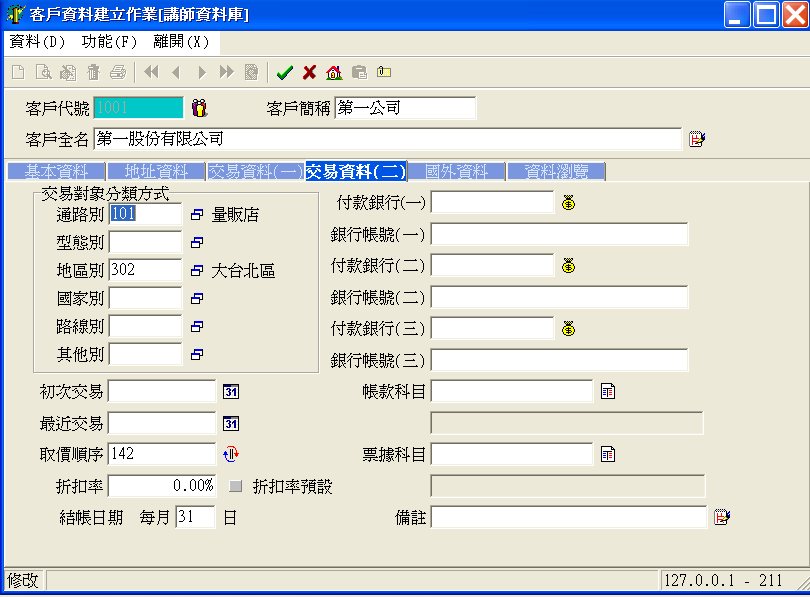 客戶資料建立作業[講師資料庫]
資料(D) 功能(F) 離開(X)
客戶代號 1001 客戶簡稱 第一公司
客戶全名 第一股份有限公司
基本資料 地址資料 交易資料(一) 交易資料(二) 國外資料 資料瀏覽
交易對象分類方式
通路別 101 量販店
型態別
地區別 302 大台北區
國家別
路線別
其他別
付款銀行(一)
銀行帳號(一)
付款銀行(二)
銀行帳號(二)
付款銀行(三)
銀行帳號(三)
初次交易 31 帳款科目
最近交易 31
取價順序 142 票據科目
折扣率 0.00% 折扣率預設
結帳日期 每月 31 日 備註
修改 127.0.0.1 - 211